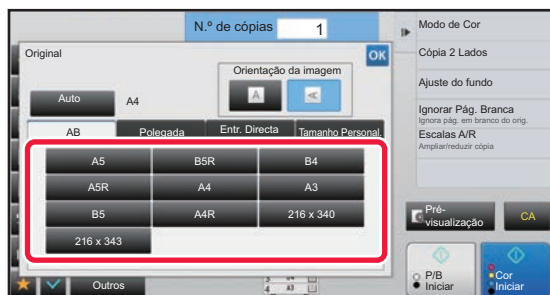 N.º de cópias 1
Original
OK
Orientação da imagem
A A
Auto A4
AB Polegada Entr. Directa Tamanho Personal.
A5 B5R B4
A5R A4 A3
B5 A4R 216 x 340
216 x 343
Outros
4 A3
Modo de Cor
Cópia 2 Lados
Ajuste do fundo
Ignorar Pág. Branca
Ignora pág. em branco do orig.
Escalas A/R
Ampliar/reduzir cópia
Pré-
visualização
CA
P/B
Iniciar
Cor
Iniciar